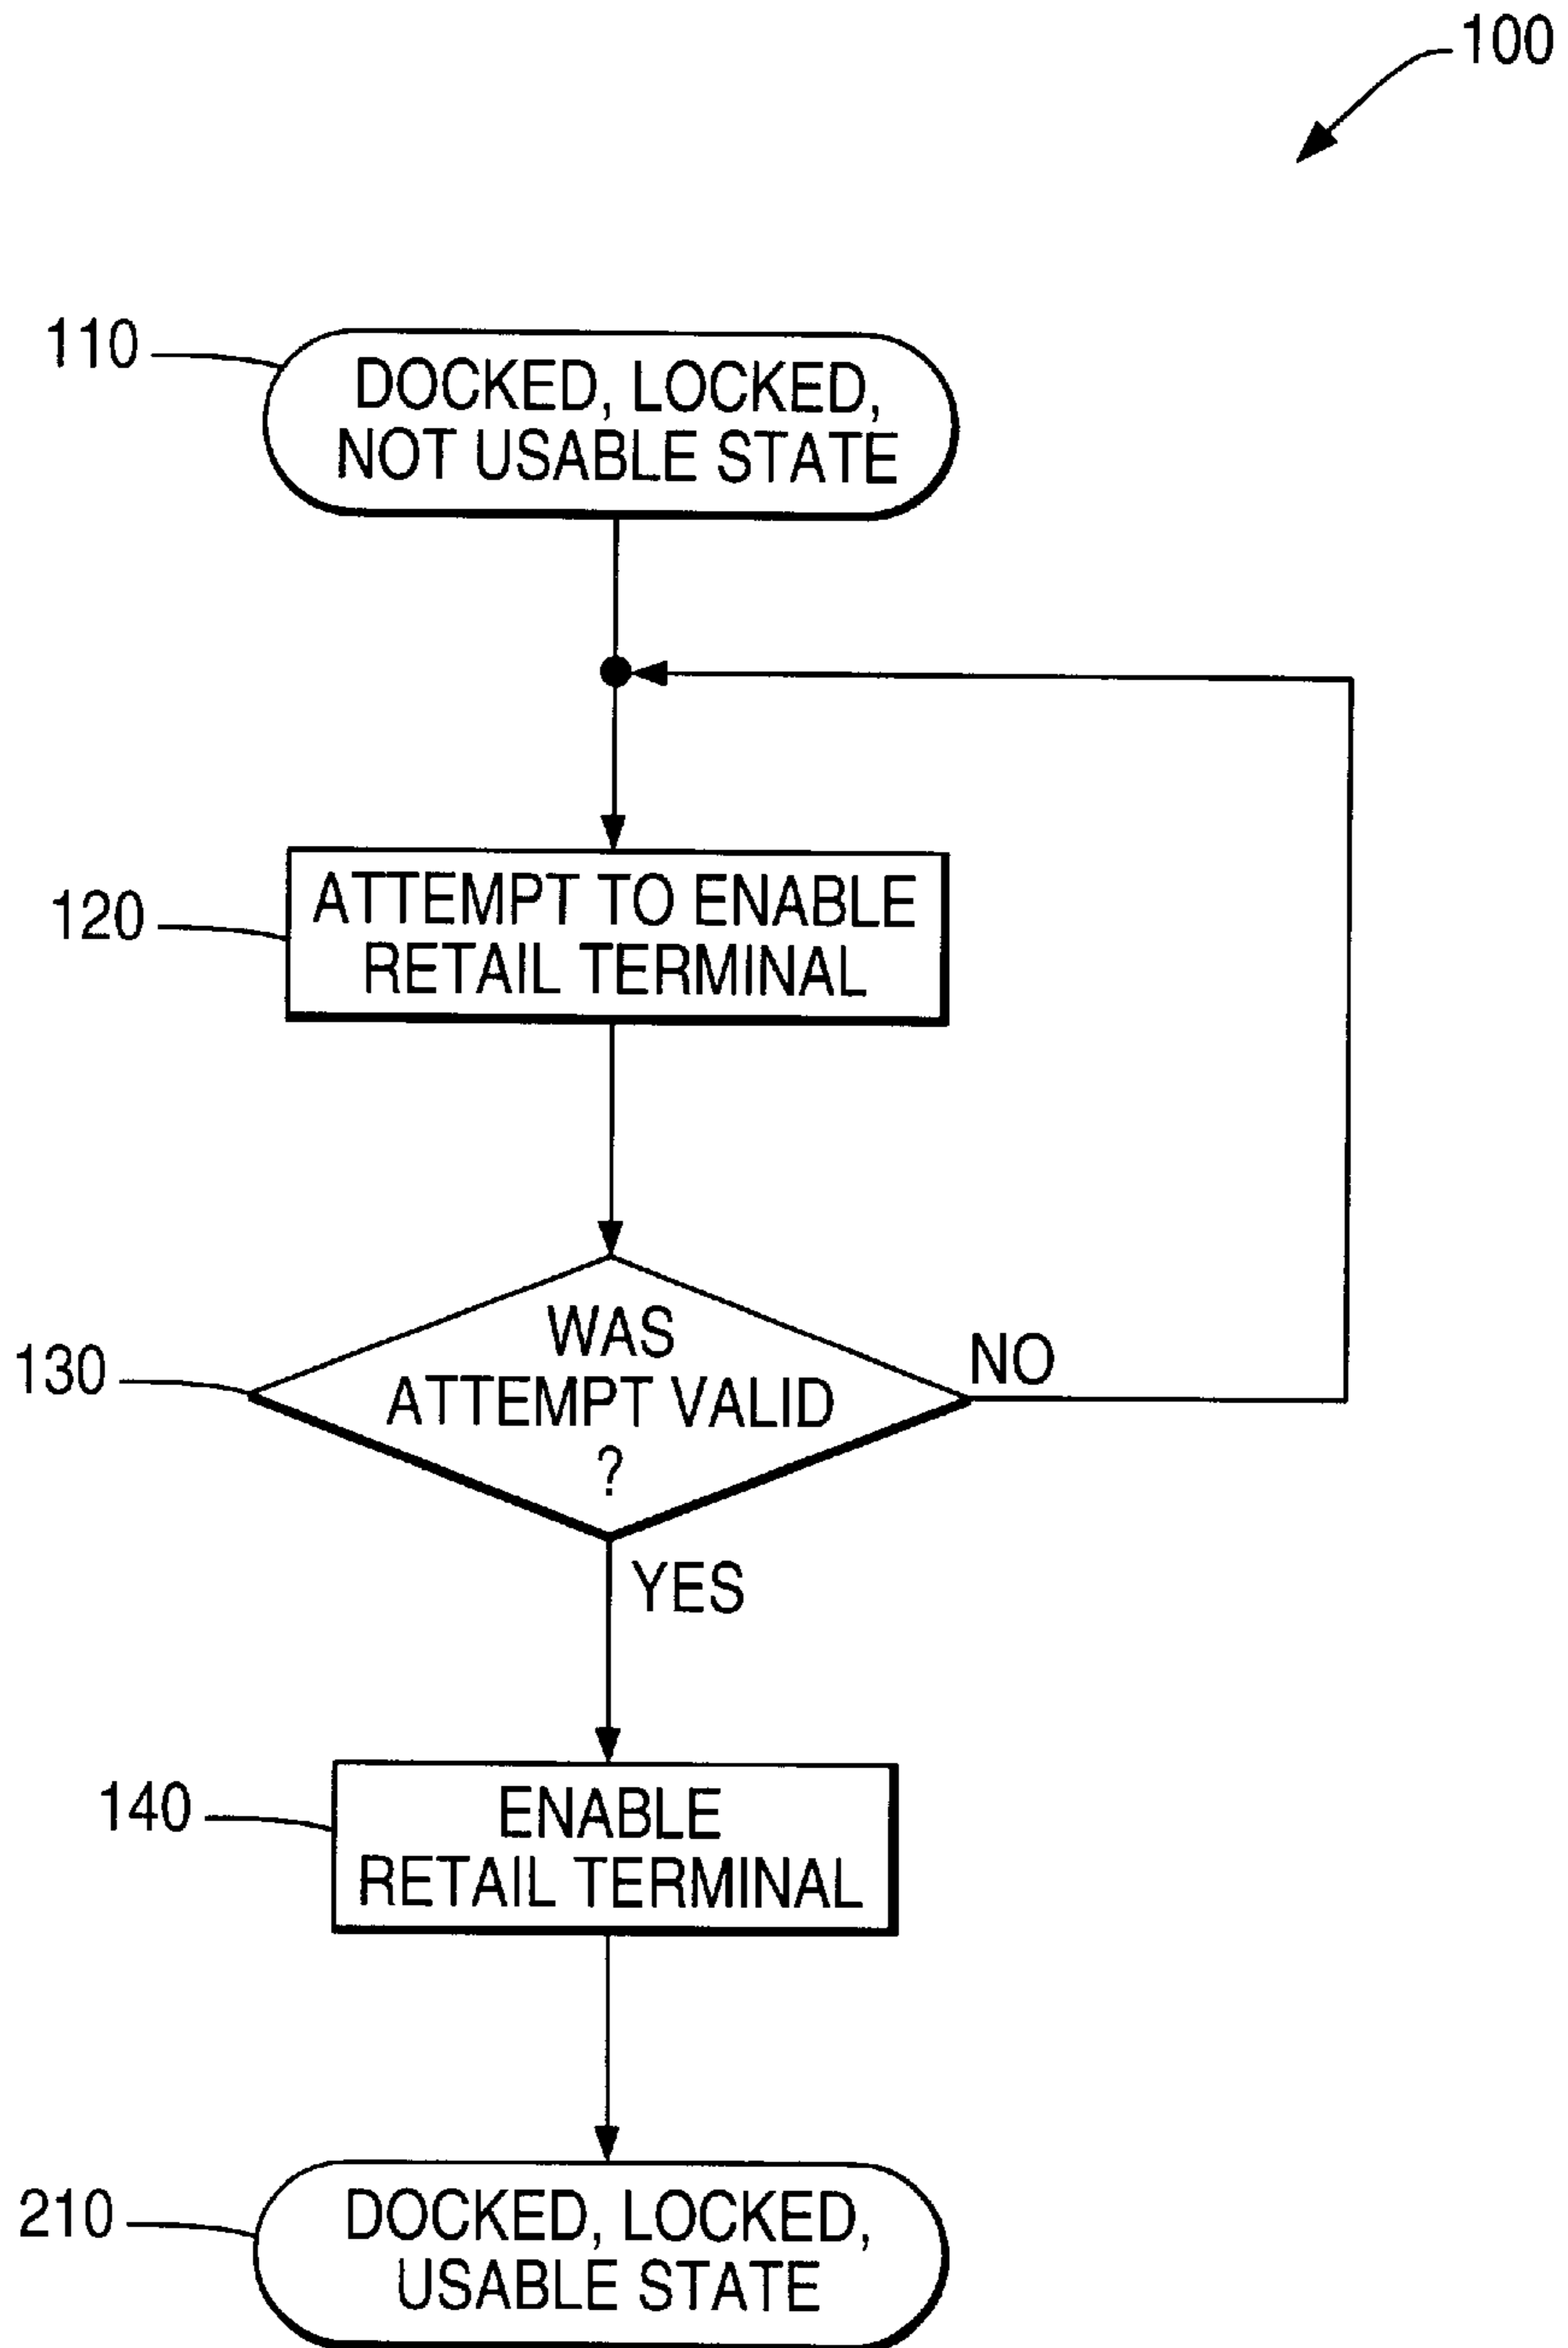 100
110
DOCKED, LOCKED,
NOT USABLE STATE
120
ATTEMPT TO ENABLE
RETAIL TERMINAL
130
WAS
ATTEMPT VALID
?
NO
YES
140
ENABLE
RETAIL TERMINAL
210
DOCKED, LOCKED,
USABLE STATE